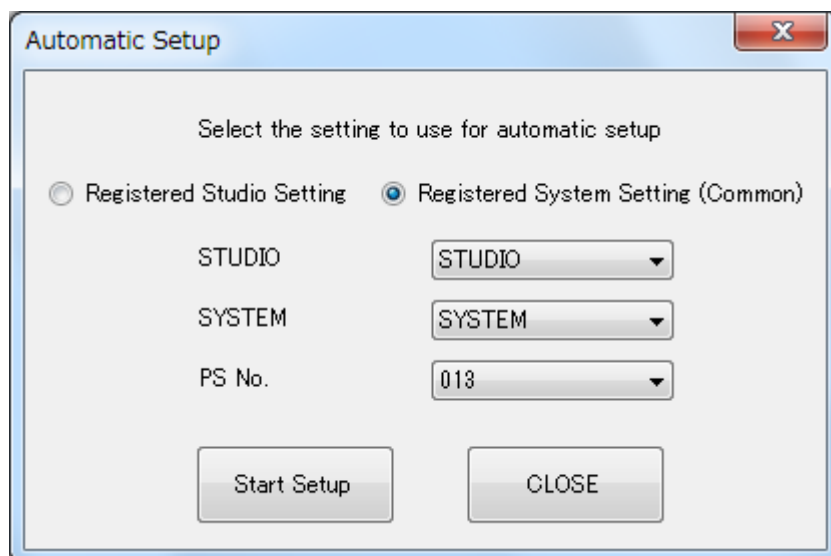 Automatic Setup
Select the setting to use for automatic setup
Registered Studio Setting Registered System Setting (Common)
STUDIO STUDIO
SYSTEM SYSTEM
PS No. 013
Start Setup CLOSE